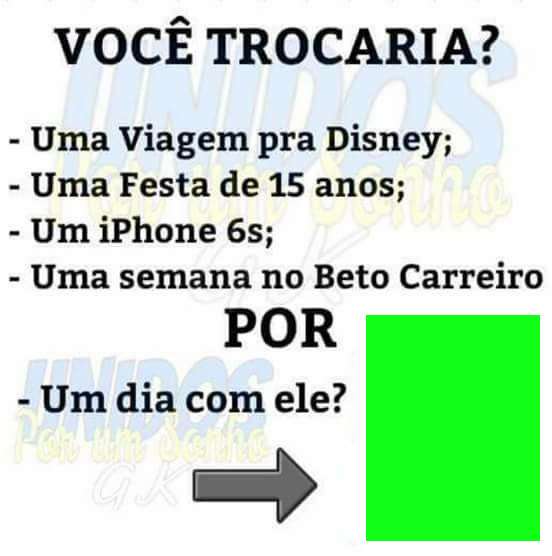 VOCÊ TROCARIA?
- Uma Viagem pra Disney;
- Uma Festa de 15 anos;
- Um iPhone 6s;
- Uma semana no Beto Carreiro
POR
- Um dia com ele?
UNIDOS
Por um Sonho
GK
UNIDOS
Por um Sonho
GK